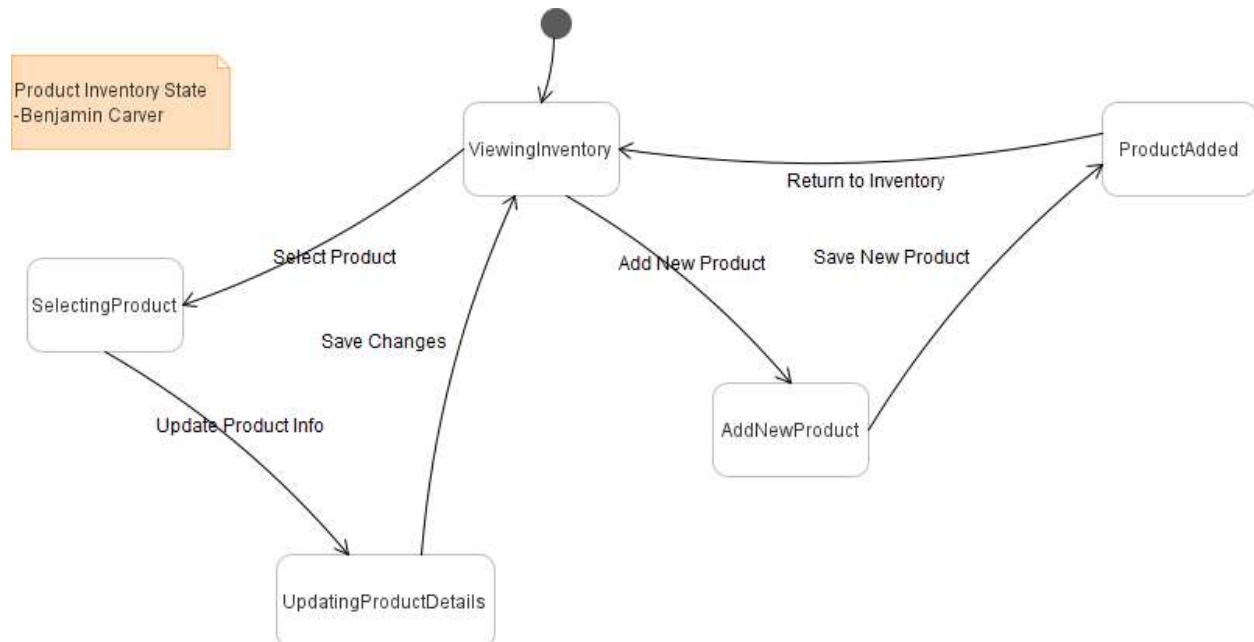 Product Inventory State
-Benjamin Carver
ViewingInventory
ProductAdded
Return to Inventory
Select Product
Add New Product
Save New Product
SelectingProduct
Save Changes
Update Product Info
AddNewProduct
UpdatingProductDetails